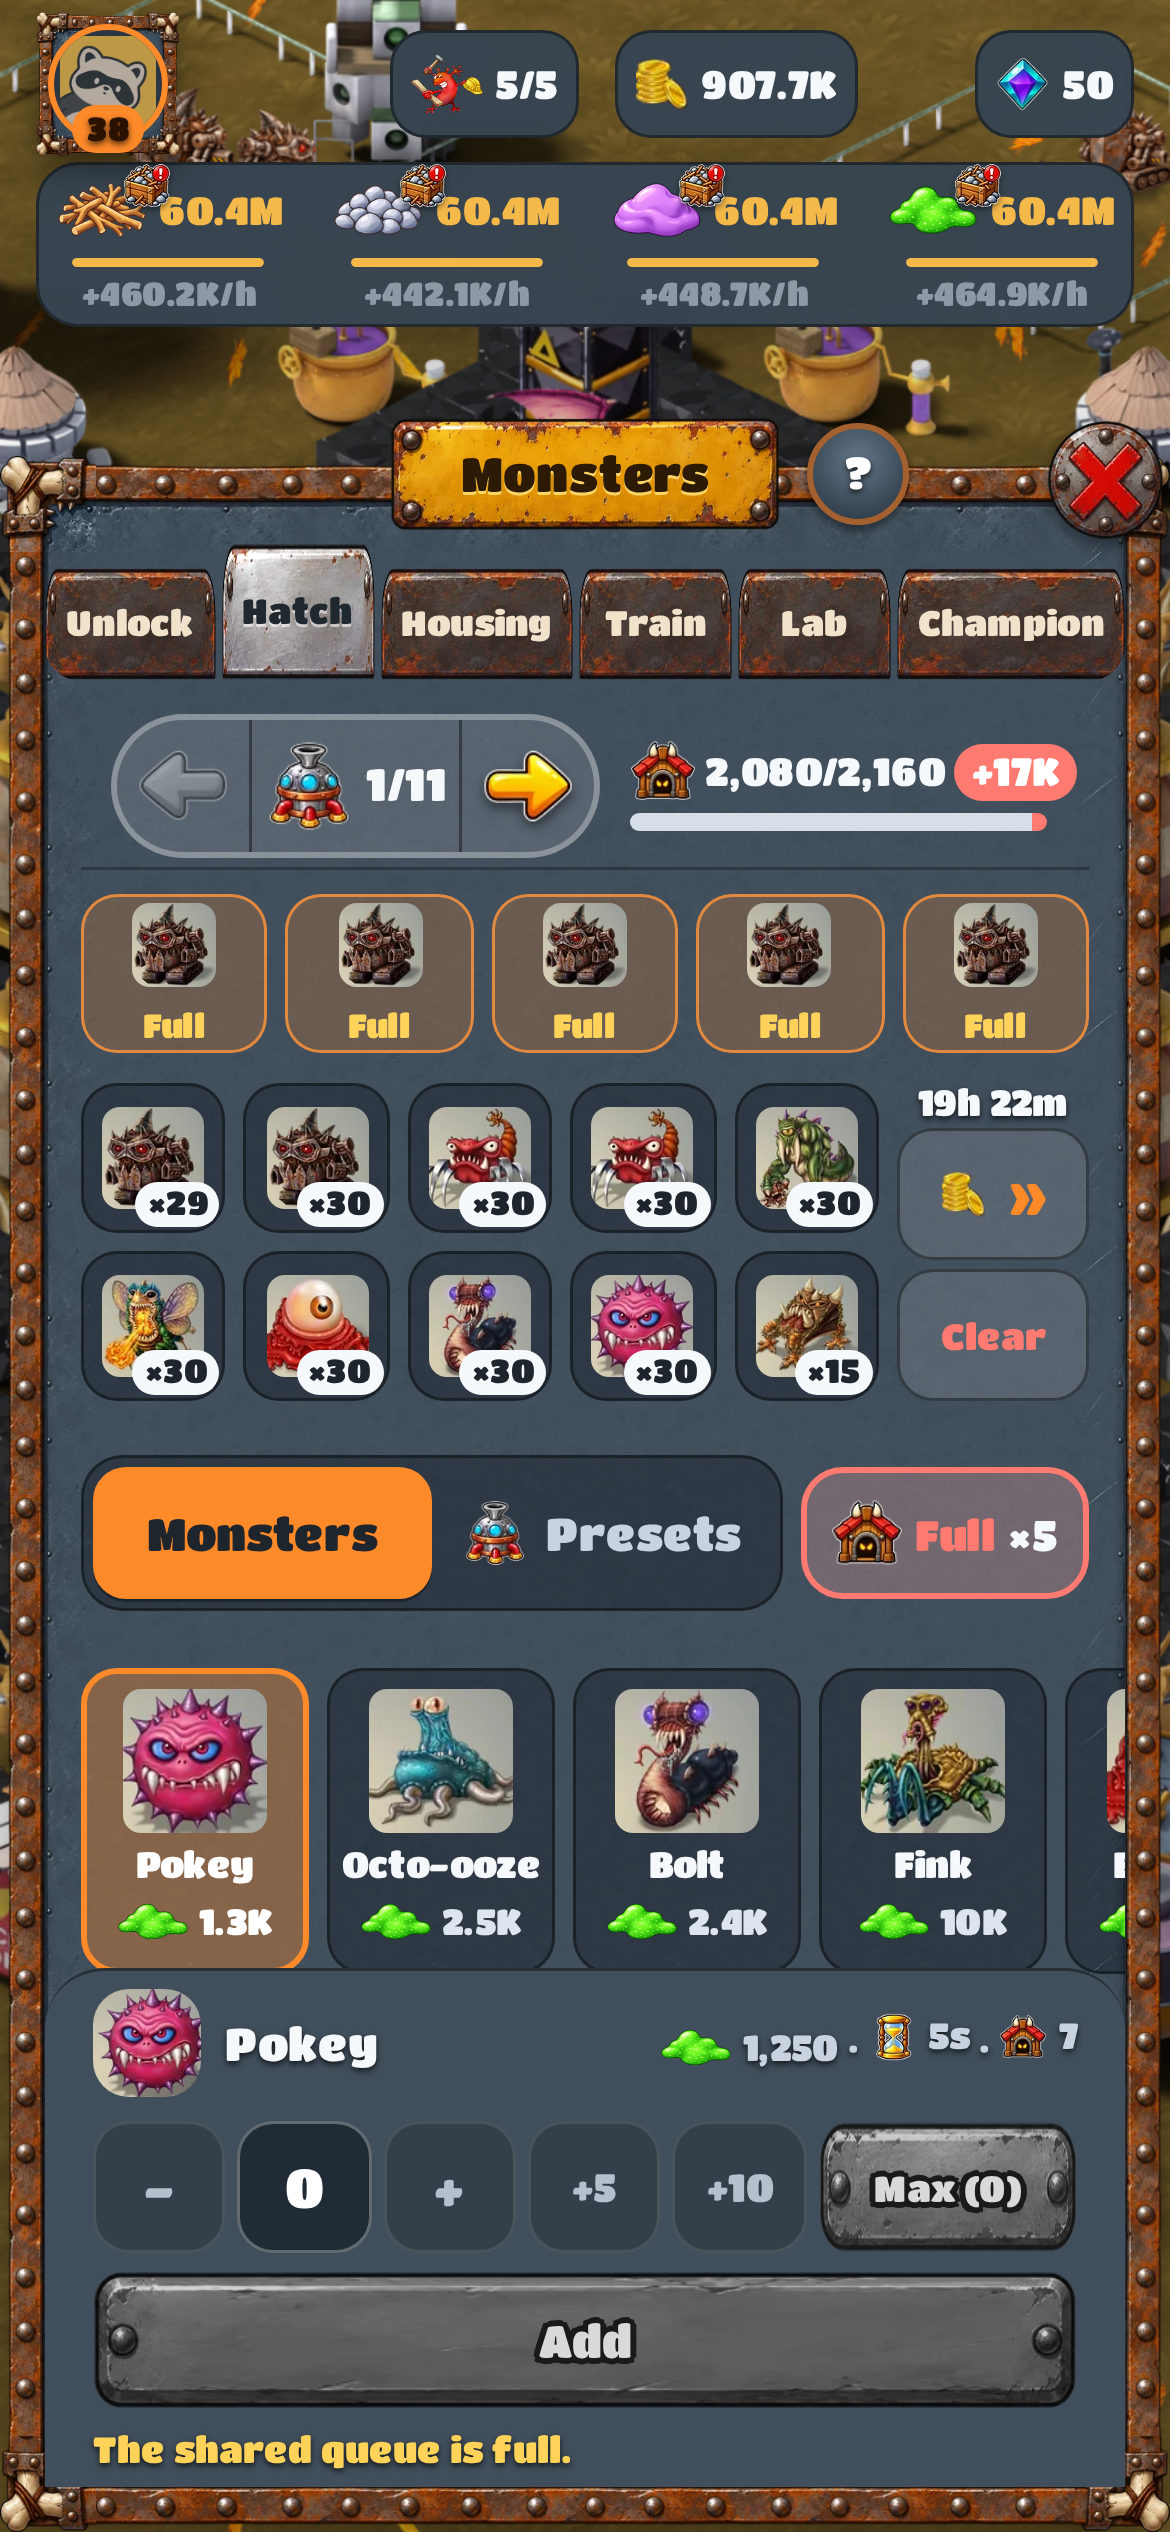 38
5/5
907.7K
50
60.4M
60.4M
60.4M
60.4M
+460.2K/h
+442.1K/h
+448.7K/h
+464.9K/h
Monsters
?
Unlock
Hatch
Housing
Train
Lab
Champion
1/11
2,080/2,160
+17K
Full
Full
Full
Full
Full
19h 22m
×29
×30
×30
×30
×30
×30
×30
×30
×30
×15
Clear
Monsters
Presets
Full ×5
Pokey
Octo-ooze
Bolt
Fink
1.3K
2.5K
2.4K
10K
Pokey
1,250 · 5s . 7
-
0
+
+5
+10
Max (0)
Add
The shared queue is full.